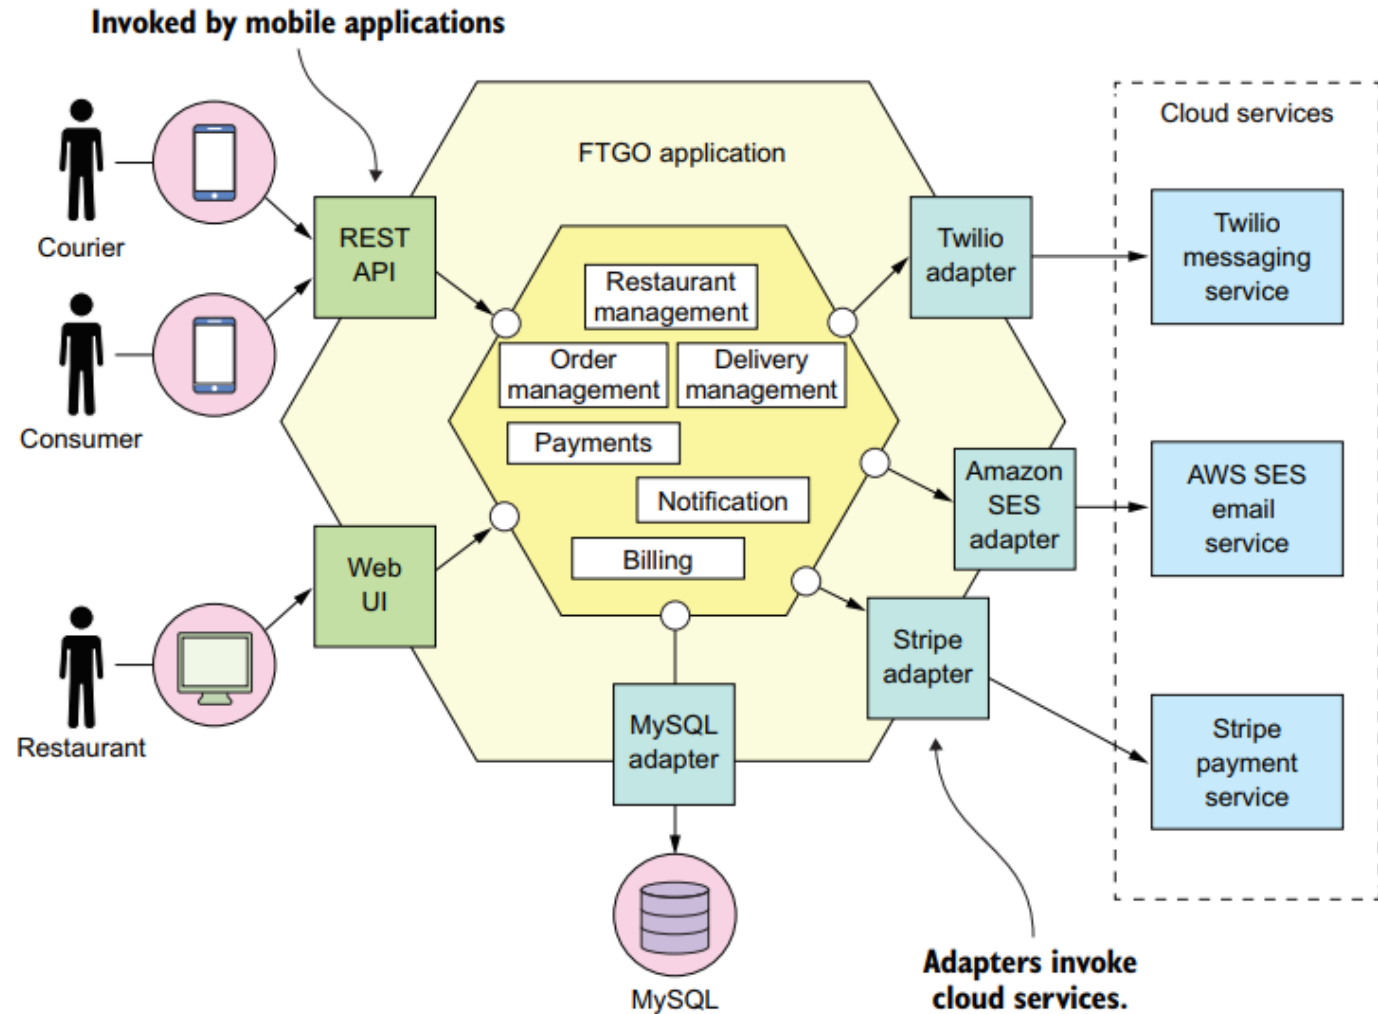 Invoked by mobile applications
Courier
Consumer
Restaurant
REST
API
Web
UI
FTGO application
Restaurant
management
Order
management
Delivery
management
Payments
Notification
Billing
MySQL
adapter
MySQL
Twilio
adapter
Amazon
SES
adapter
Stripe
adapter
Cloud services
Twilio
messaging
service
AWS SES
email
service
Stripe
payment
service
Adapters invoke
cloud services.